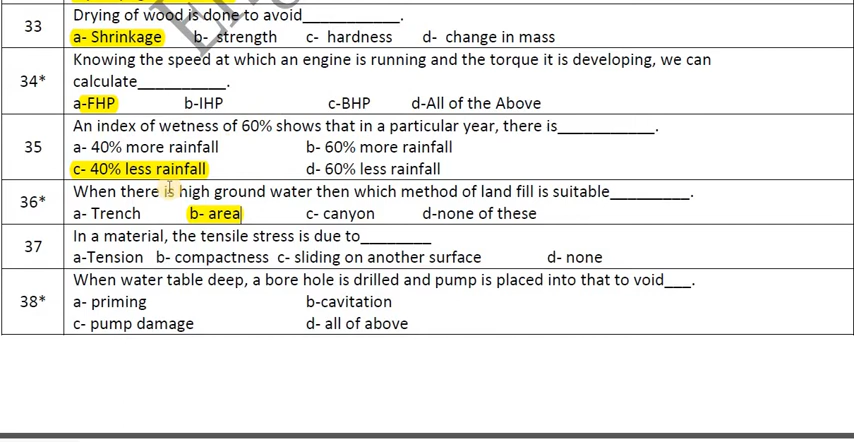 33
Drying of wood is done to avoid___________.
a- Shrinkage b- strength c- hardness d- change in mass
34*
Knowing the speed at which an engine is running and the torque it is developing, we can
calculate__________.
a-FHP b-IHP c-BHP d-All of the Above
35
An index of wetness of 60% shows that in a particular year, there is___________.
a- 40% more rainfall b- 60% more rainfall
c- 40% less rainfall d- 60% less rainfall
36*
When there is high ground water then which method of land fill is suitable_________.
a- Trench b- area c- canyon d-none of these
37
In a material, the tensile stress is due to________
a-Tension b- compactness c- sliding on another surface d- none
38*
When water table deep, a bore hole is drilled and pump is placed into that to void___.
a- priming b-cavitation
c- pump damage d- all of above